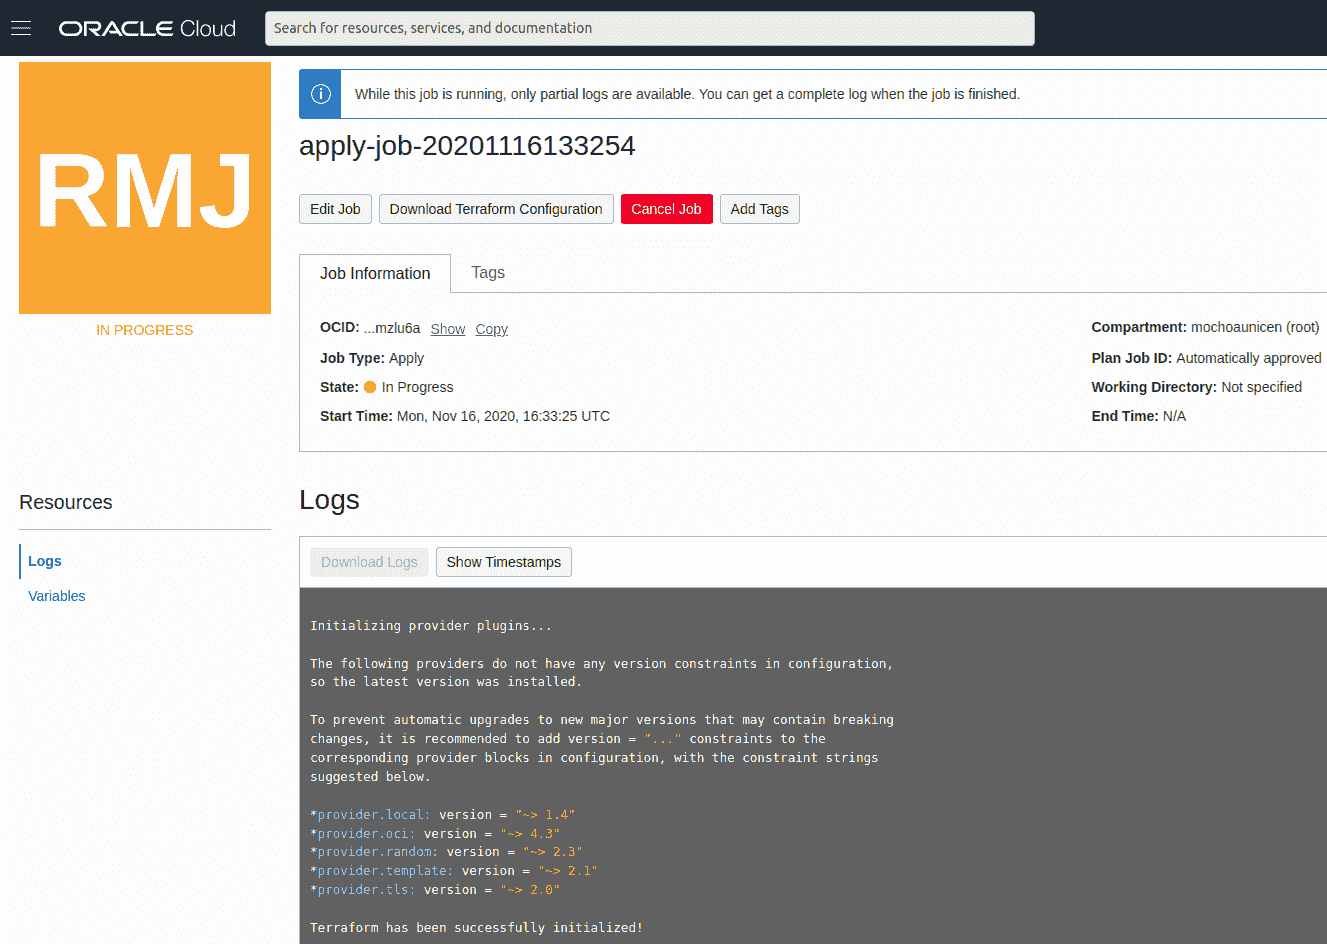 ORACLE Cloud
Search for resources, services, and documentation
RMJ
IN PROGRESS
While this job is running, only partial logs are available. You can get a complete log when the job is finished.
apply-job-20201116133254
Edit Job
Download Terraform Configuration
Cancel Job
Add Tags
Job Information
Tags
OCID: ...mzlu6a Show Copy
Job Type: Apply
State: In Progress
Start Time: Mon, Nov 16, 2020, 16:33:25 UTC
Compartment: mochoaunicen (root)
Plan Job ID: Automatically approved
Working Directory: Not specified
End Time: N/A
Resources
Logs
Variables
Logs
Download Logs
Show Timestamps
Initializing provider plugins...
The following providers do not have any version constraints in configuration,
so the latest version was installed.
To prevent automatic upgrades to new major versions that may contain breaking
changes, it is recommended to add version = "..." constraints to the
corresponding provider blocks in configuration, with the constraint strings
suggested below.
*provider.local: version = "~> 1.4"
*provider.oci: version = "~> 4.3"
*provider.random: version = "~> 2.3"
*provider.template: version = "~> 2.1"
*provider.tls: version = "~> 2.0"
Terraform has been successfully initialized!